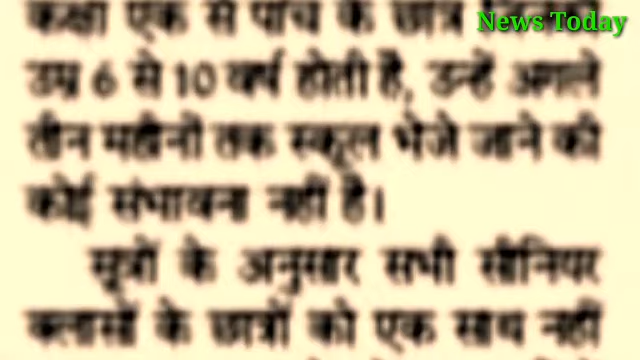 कक्षा एक से पांच के छात्र
News Today
उम्र 6 से 10 वर्ष होती है, उन्हें अगले
तीन महीनों तक स्कूल भेजे जाने की
कोई संभावना नहीं है।
सूत्रों के अनुसार सभी सीनियर
क्लासों के छात्रों को एक साथ नहीं